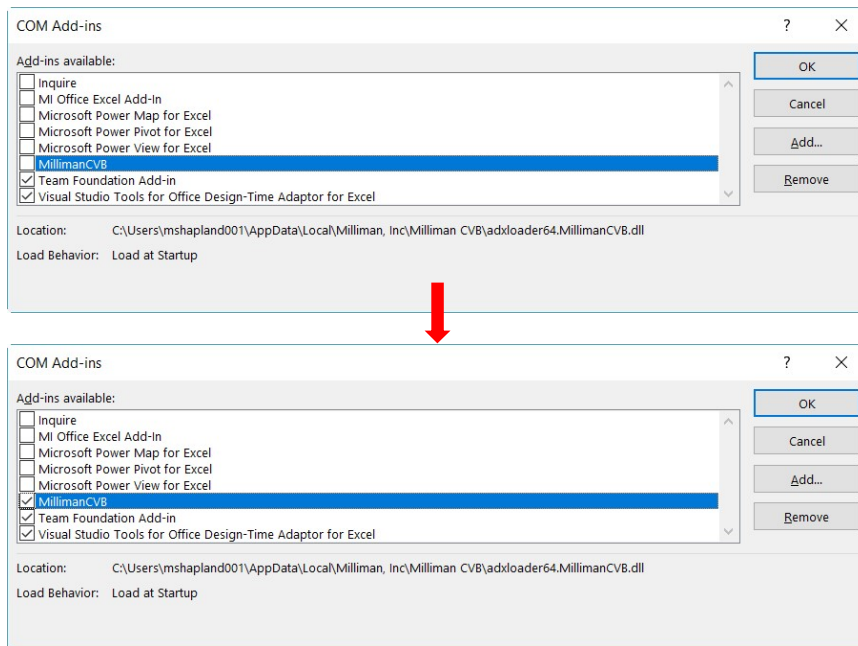 COM Add-ins ? ×
Add-ins available:
OK
Inquire
MI Office Excel Add-In
Cancel
Microsoft Power Map for Excel
Microsoft Power Pivot for Excel
Add...
Microsoft Power View for Excel
MillimanCVB
Team Foundation Add-in
Remove
Visual Studio Tools for Office Design-Time Adaptor for Excel
Location: C:\Users\mshapland001\AppData\Local\Milliman, Inc\Milliman CVB\adxloader64.MillimanCVB.dll
Load Behavior: Load at Startup
COM Add-ins ? ×
Add-ins available:
OK
Inquire
MI Office Excel Add-In
Cancel
Microsoft Power Map for Excel
Microsoft Power Pivot for Excel
Add...
Microsoft Power View for Excel
MillimanCVB
Team Foundation Add-in
Remove
Visual Studio Tools for Office Design-Time Adaptor for Excel
Location: C:\Users\mshapland001\AppData\Local\Milliman, Inc\Milliman CVB\adxloader64.MillimanCVB.dll
Load Behavior: Load at Startup